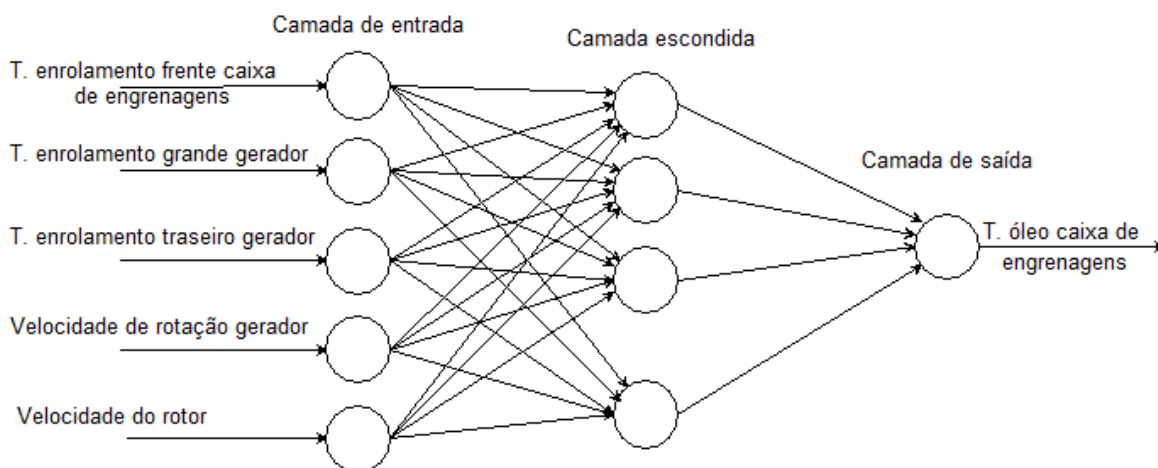 Camada de entrada
Camada escondida
Camada de saída
T. enrolamento frente caixa
de engrenagens
T. enrolamento grande gerador
T. enrolamento traseiro gerador
Velocidade de rotação gerador
Velocidade do rotor
T. óleo caixa de
engrenagens